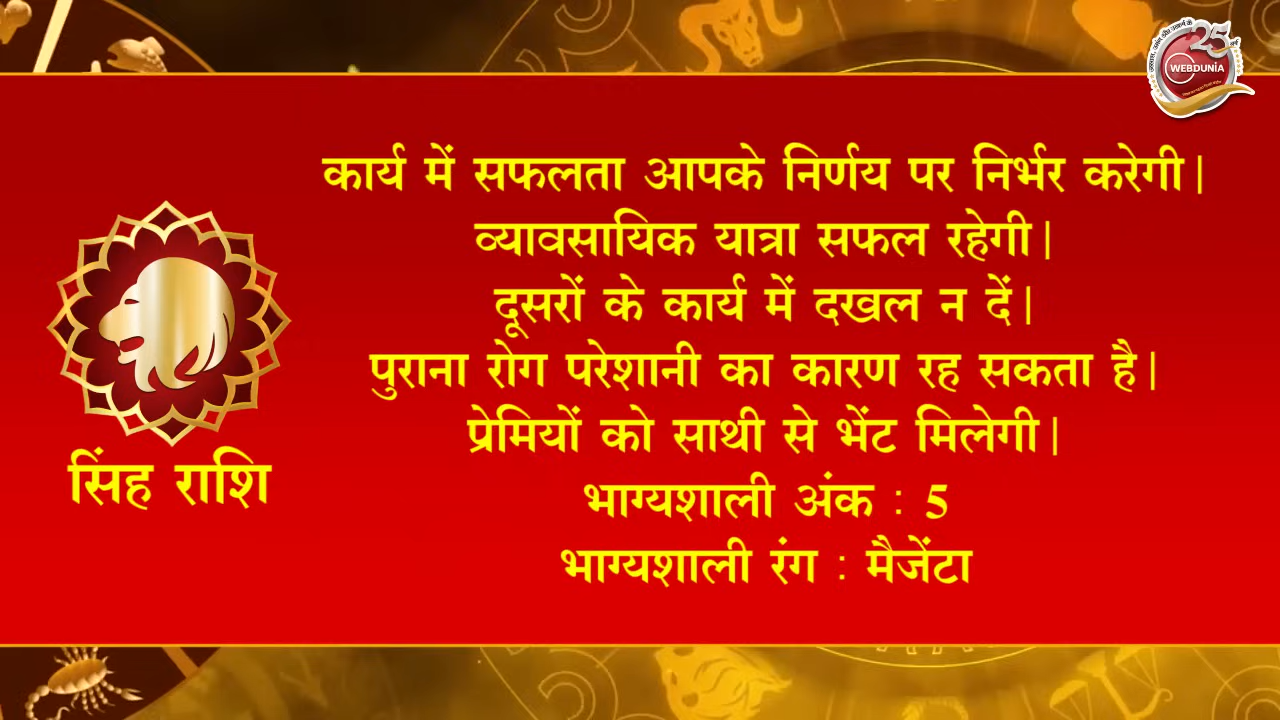 WEBDUNIA
कार्य में सफलता आपके निर्णय पर निर्भर करेगी|
व्यावसायिक यात्रा सफल रहेगी|
दूसरों के कार्य में दखल न दें|
पुराना रोग परेशानी का कारण रह सकता है|
प्रेमियों को साथी से भेंट मिलेगी|
भाग्यशाली अंक : 5
भाग्यशाली रंग : मैजेंटा
सिंह राशि